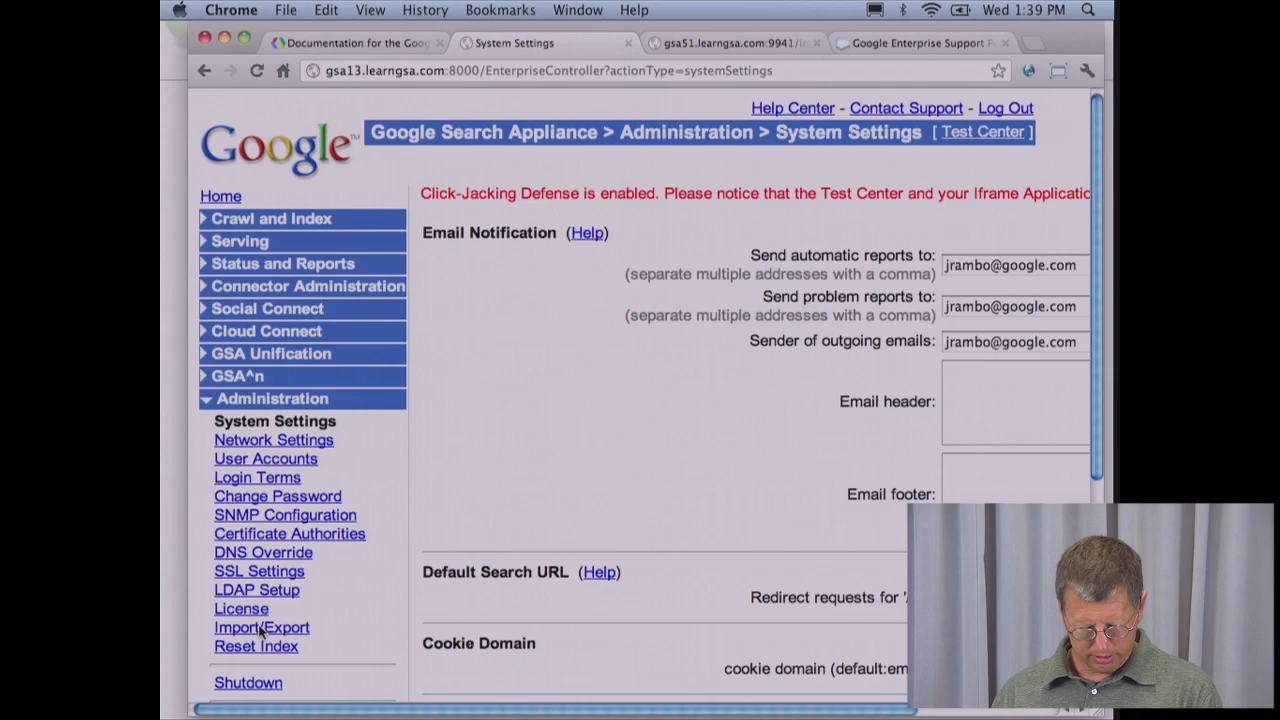 Chrome File Edit View History Bookmarks Window Help Wed 1:39 PM
Documentation for the Goog System Settings gsa51.learngsa.com:9941/i Google Enterprise Support P
gsa13.learngsa.com:8000/EnterpriseController?actionType=systemSettings
Help Center - Contact Support - Log Out
Google
Google Search Appliance > Administration > System Settings [ Test Center ]
Click-Jacking Defense is enabled. Please notice that the Test Center and your Iframe Applicatio
Home
Crawl and Index
Serving
Status and Reports
Connector Administration
Social Connect
Cloud Connect
GSA Unification
GSA^n
Administration
System Settings
Network Settings
User Accounts
Login Terms
Change Password
SNMP Configuration
Certificate Authorities
DNS Override
SSL Settings
LDAP Setup
License
Import/Export
Reset Index
Shutdown
Email Notification (Help)
Send automatic reports to: jrambo@google.com
(separate multiple addresses with a comma)
Send problem reports to: jrambo@google.com
(separate multiple addresses with a comma)
Sender of outgoing emails: jrambo@google.com
Email header:
Email footer:
Default Search URL (Help)
Redirect requests for '/
Cookie Domain
cookie domain (default:em